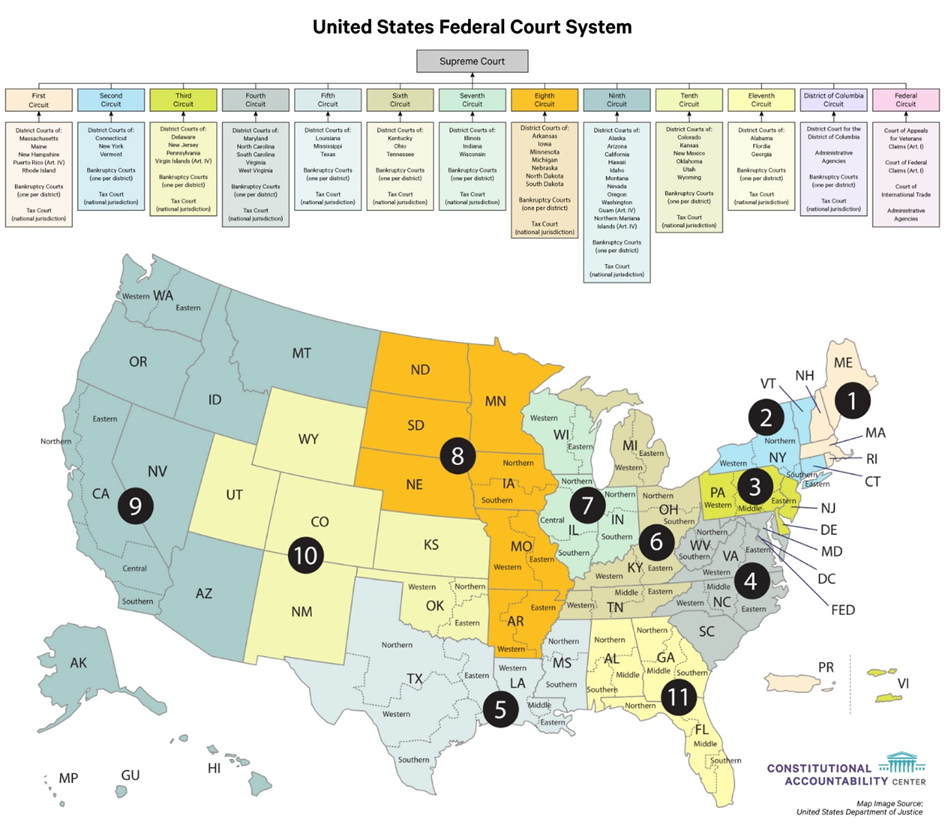 United States Federal Court System
Supreme Court
First
Circuit
Second
Circuit
Third
Circuit
Fourth
Circuit
Fifth
Circuit
Sixth
Circuit
Seventh
Circuit
Eighth
Circuit
Ninth
Circuit
Tenth
Circuit
Eleventh
Circuit
District of Columbia
Circuit
Federal
Circuit
District Courts of:
Massachusetts
Maine
New Hampshire
Puerto Rico (Art. IV)
Rhode Island
Bankruptcy Courts
(one per district)
Tax Court
(national jurisdiction)
District Courts of:
Connecticut
New York
Vermont
Bankruptcy Courts
(one per district)
Tax Court
(national jurisdiction)
District Courts of:
Delaware
New Jersey
Pennsylvania
Virgin Islands (Art. IV)
Bankruptcy Courts
(one per district)
Tax Court
(national jurisdiction)
District Courts of:
Maryland
North Carolina
South Carolina
Virginia
West Virginia
Bankruptcy Courts
(one per district)
Tax Court
(national jurisdiction)
District Courts of:
Louisiana
Mississippi
Texas
Bankruptcy Courts
(one per district)
Tax Court
(national jurisdiction)
District Courts of:
Kentucky
Ohio
Tennessee
Bankruptcy Courts
(one per district)
Tax Court
(national jurisdiction)
District Courts of:
Illinois
Indiana
Wisconsin
Bankruptcy Courts
(one per district)
Tax Court
(national jurisdiction)
District Courts of:
Arkansas
Iowa
Minnesota
Michigan
Nebraska
North Dakota
South Dakota
Bankruptcy Courts
(one per district)
Tax Court
(national jurisdiction)
District Courts of:
Alaska
Arizona
California
Hawaii
Idaho
Montana
Nevada
Oregon
Washington
Guam (Art. IV)
Northern Mariana
Islands (Art. IV)
Bankruptcy Courts
(one per district)
Tax Court
(national jurisdiction)
District Courts of:
Colorado
Kansas
New Mexico
Oklahoma
Utah
Wyoming
Bankruptcy Courts
(one per district)
Tax Court
(national jurisdiction)
District Courts of:
Alabama
Flordia
Georgia
Bankruptcy Courts
(one per district)
Tax Court
(national jurisdiction)
District Court for the
District of Columbia
Administrative
Agencies
Bankruptcy Courts
(one per district)
Tax Court
(national jurisdiction)
Court of Appeals
for Veterans
Claims (Art. I)
Court of Federal
Claims (Art. I)
Court of
International Trade
Administrative
Agencies
Western WA Eastern
OR
ID
MT
Northern
Eastern
CA
NV
9
Central
Southern
AZ
WY
UT
CO
10
NM
KS
Western Northern
OK
Eastern
ND
SD
NE
8
MN
Northern
IA
Southern
MO
Eastern
Western
Eastern
AR
Western
Northern
TX
Eastern
Western
Southern
Western
LA
Middle
Eastern
5
Northern
MS
Southern
Western
WI
Eastern
Northern
Central
IL
Southern
7
Northern
IN
Southern
MI
Western Eastern
Northern
OH
Southern
6
KY
Western Eastern
Western Middle Eastern
TN
Northern
AL
Middle
Southern
Northern
GA
Middle
Southern
11
Northern
FL
Middle
Southern
Northern
WV
Southern
VA
Eastern
Western
4
Middle
Western NC
Eastern
SC
PA
Western
Middle
Eastern
3
2
Northern
Western NY
Southern
Eastern
VT
NH
ME
1
MA
RI
CT
NJ
DE
MD
DC
FED
PR
VI
AK
HI
MP
GU
CONSTITUTIONAL
ACCOUNTABILITY CENTER
Map Image Source:
United States Department of Justice